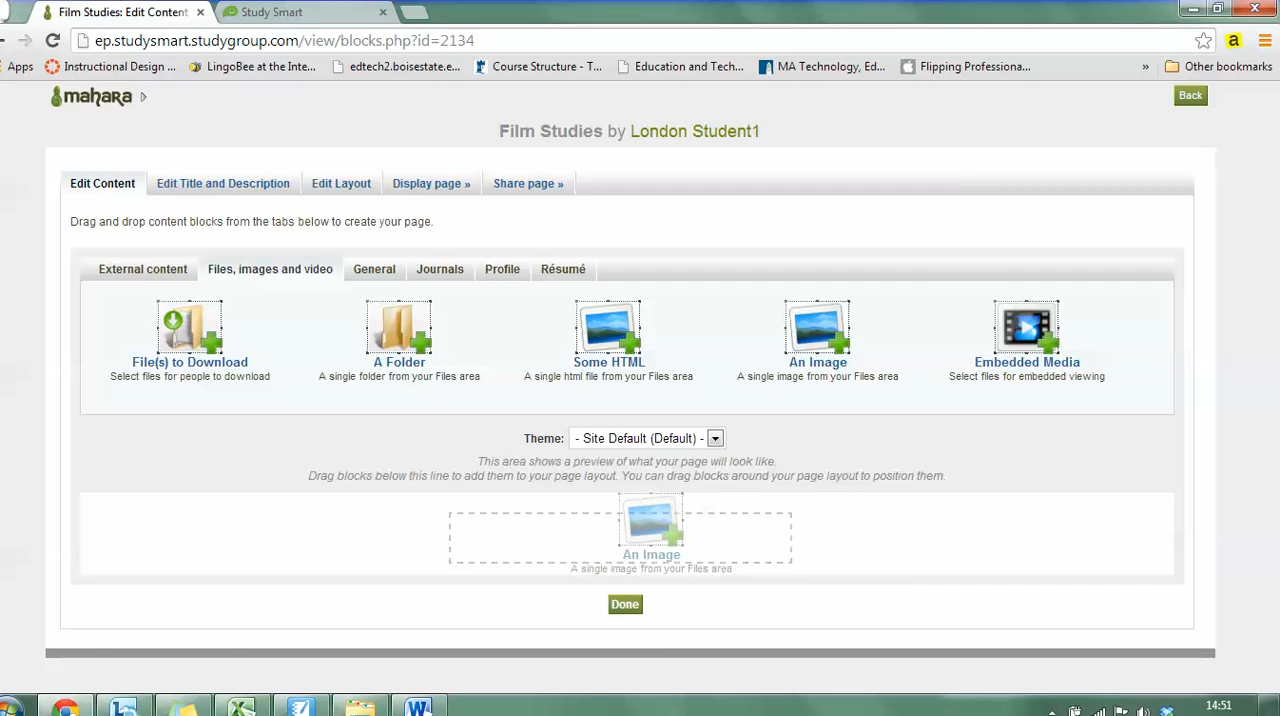 Film Studies: Edit Content
Study Smart
ep.studysmart.studygroup.com/view/blocks.php?id=2134
Apps
Instructional Design ...
LingoBee at the Inte...
edtech2.boisestate.e...
Course Structure - T...
Education and Tech...
MA Technology, Ed...
Flipping Professiona...
»
Other bookmarks
mahara
Back
Film Studies by London Student1
Edit Content
Edit Title and Description
Edit Layout
Display page »
Share page »
Drag and drop content blocks from the tabs below to create your page.
External content
Files, images and video
General
Journals
Profile
Résumé
File(s) to Download
Select files for people to download
A Folder
A single folder from your Files area
Some HTML
A single html file from your Files area
An Image
A single image from your Files area
Embedded Media
Select files for embedded viewing
Theme: - Site Default (Default) -
This area shows a preview of what your page will look like.
Drag blocks below this line to add them to your page layout. You can drag blocks around your page layout to position them.
An Image
A single image from your Files area
Done
14:51